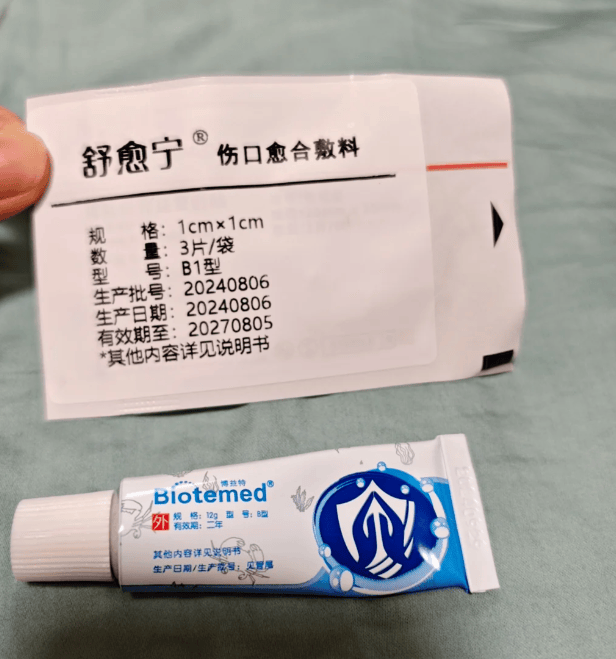 舒愈宁® 伤口愈合敷料
规格：1cm×1cm
数量：3片/袋
型号：B1型
生产批号：20240806
生产日期：20240806
有效期至：20270805
*其他内容详见说明书
博兰特
Biotemed®
外 规格：12g 型号：B型
有效期：二年
其他内容详见说明书
生产日期/生产批号：见管尾